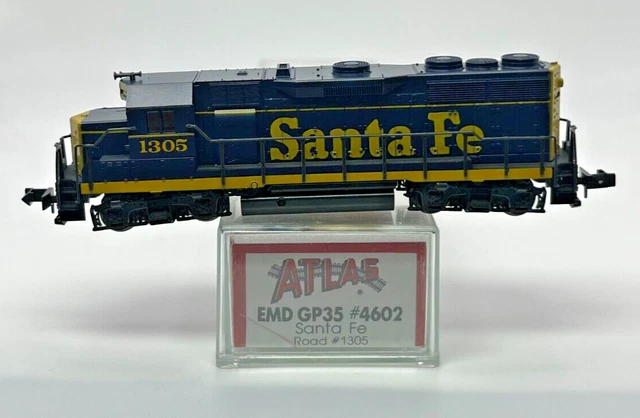 1305 Santa Fe
ATLAS
EMD GP35 #4602
Santa Fe
Road #1305